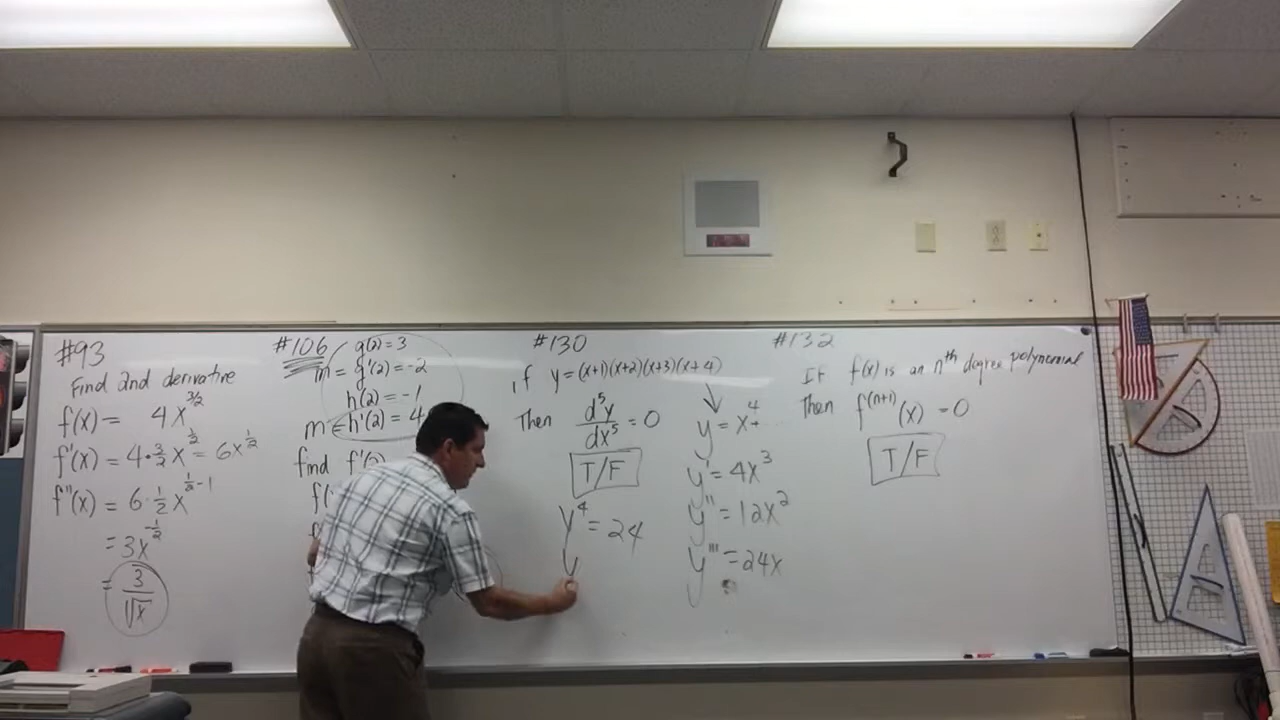 #93
Find 2nd derivative
f(x) = 4x^{3/2}
f'(x) = 4·3/2 x^{1/2} = 6x^{1/2}
f''(x) = 6·1/2 x^{1/2-1}
= 3x^{-1/2}
= 3/√x
#106
g(2) = 3
m = g'(2) = -2
h(2) = -1
m = h'(2) = 4
find f'(2)
#130
if y = (x+1)(x+2)(x+3)(x+4)
Then d^5y/dx^5 = 0
T/F
y^4 = 24
y
y = x^4+
y' = 4x^3
y'' = 12x^2
y''' = 24x
y
#132
If f(x) is an n^th degree polynomial
Then f^(n+1)(x) = 0
T/F